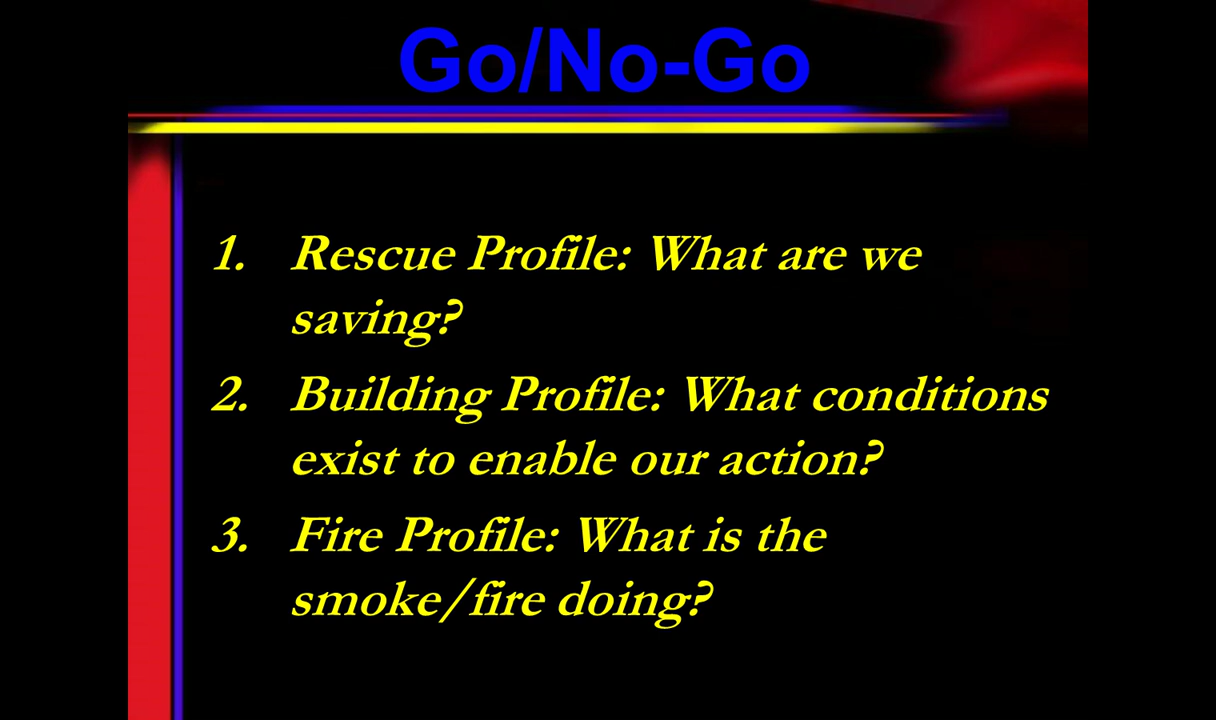 Go/No-Go
1. Rescue Profile: What are we
saving?
2. Building Profile: What conditions
exist to enable our action?
3. Fire Profile: What is the
smoke/fire doing?